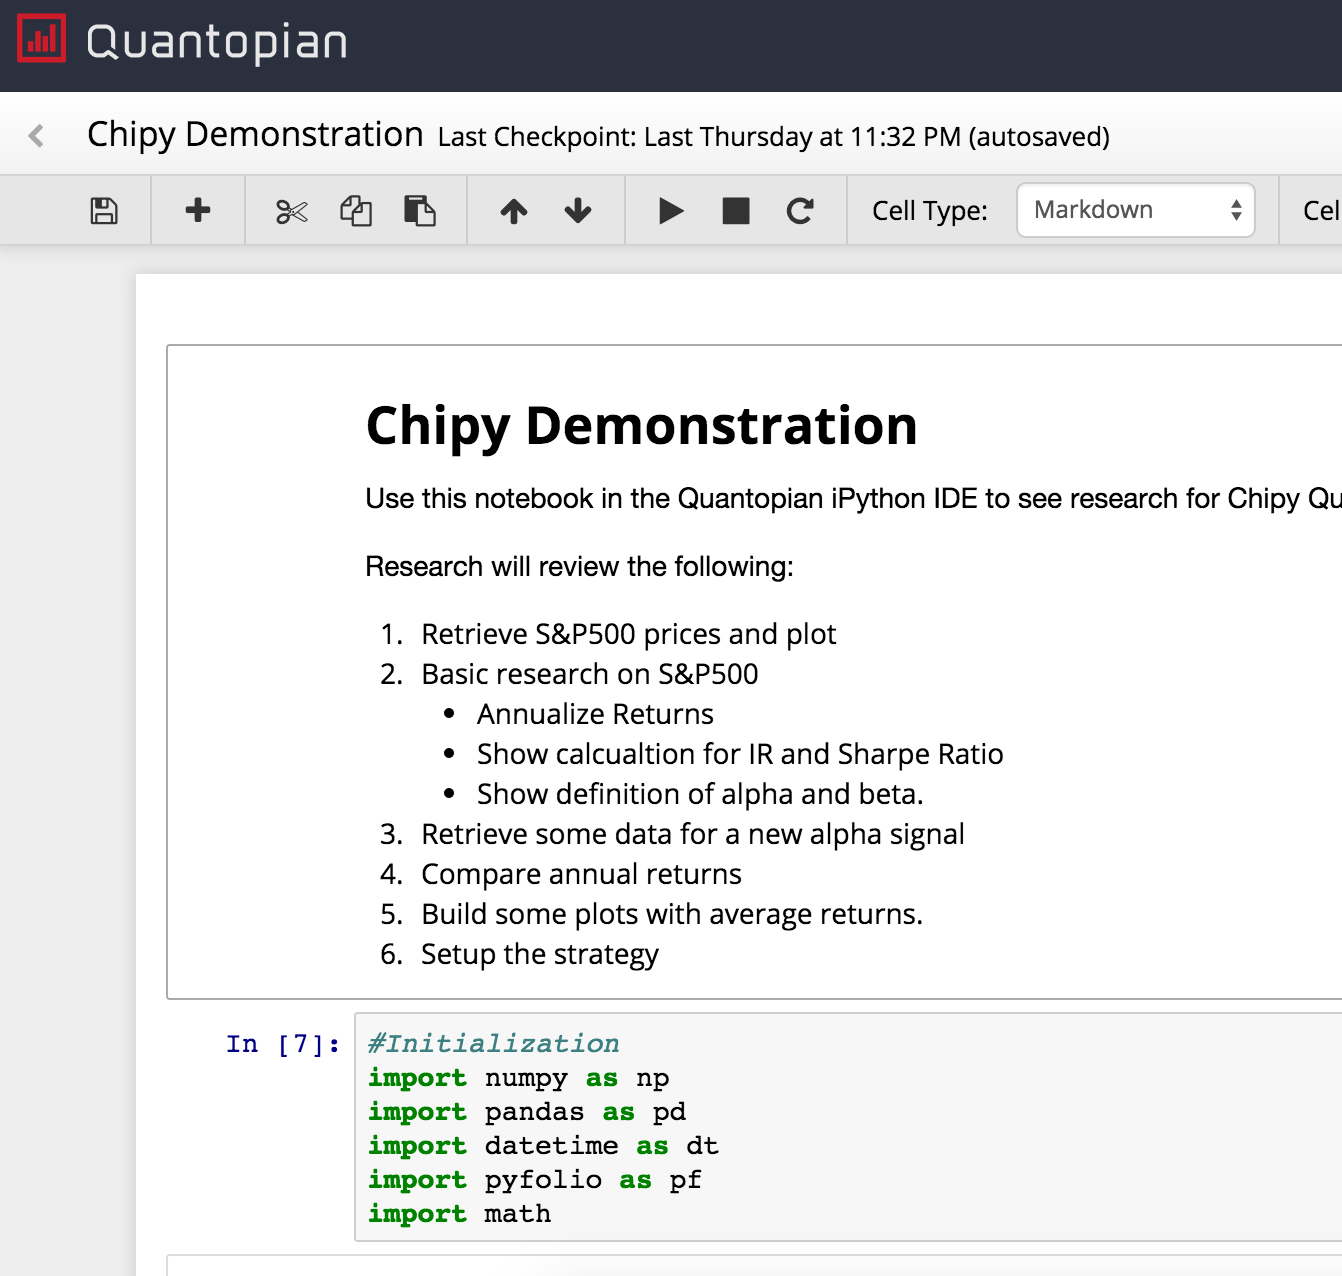 Quantopian
Chipy Demonstration Last Checkpoint: Last Thursday at 11:32 PM (autosaved)
Cell Type: Markdown Cel
Chipy Demonstration
Use this notebook in the Quantopian iPython IDE to see research for Chipy Qu
Research will review the following:
1. Retrieve S&P500 prices and plot
2. Basic research on S&P500
• Annualize Returns
• Show calcualtion for IR and Sharpe Ratio
• Show definition of alpha and beta.
3. Retrieve some data for a new alpha signal
4. Compare annual returns
5. Build some plots with average returns.
6. Setup the strategy
In [7]: #Initialization
import numpy as np
import pandas as pd
import datetime as dt
import pyfolio as pf
import math